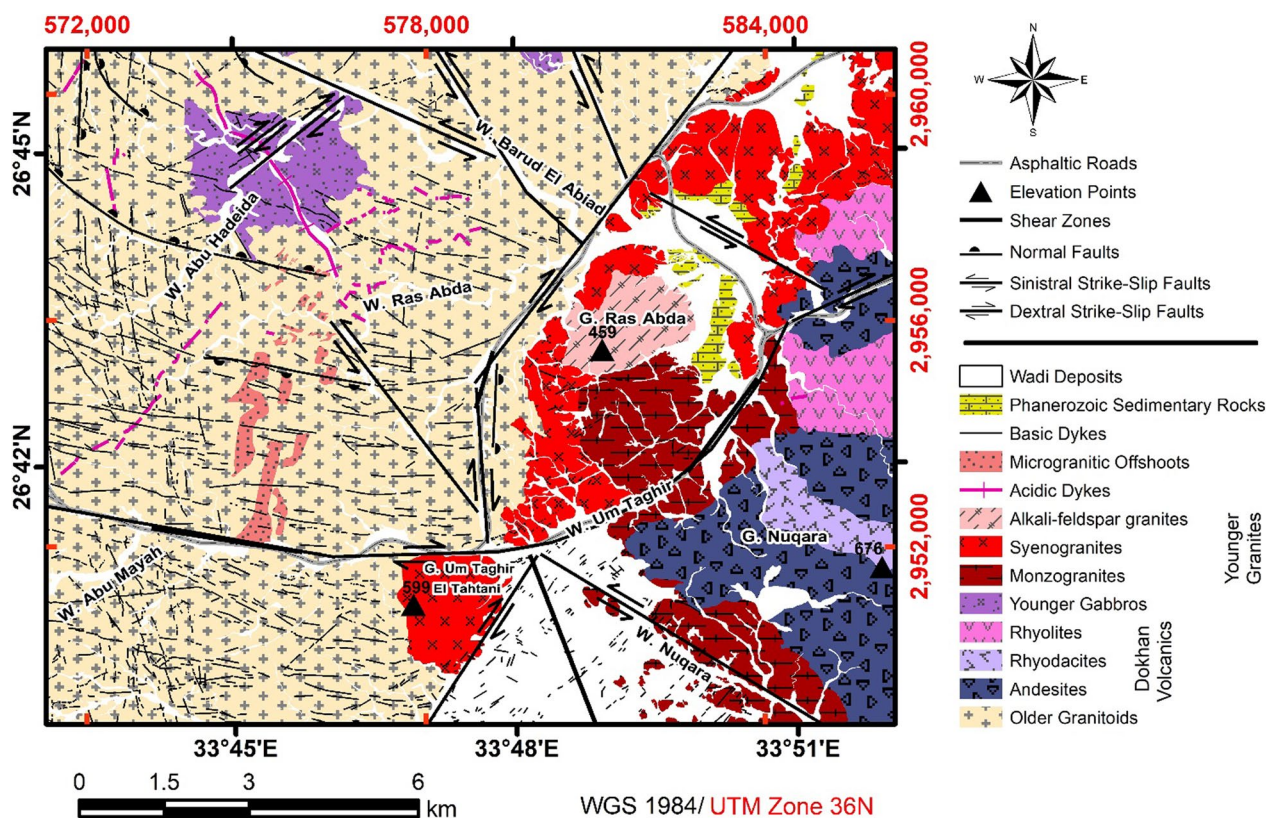 572,000 578,000 584,000
N
W E
S
2,960,000
26°45'N
W. Barud El Abiad
W. Abu Hadeida
W. Ras Abda
G. Ras Abda
459
2,956,000
26°42'N
W. Um Taghir
G. Nuqara
676
2,952,000
W. Abu Mayah
G. Um Taghir
El Tahtani
599
W. Nuqara
33°45'E 33°48'E 33°51'E
Asphaltic Roads
Elevation Points
Shear Zones
Normal Faults
Sinistral Strike-Slip Faults
Dextral Strike-Slip Faults
Wadi Deposits
Phanerozoic Sedimentary Rocks
Basic Dykes
Microgranitic Offshoots
Acidic Dykes
Alkali-feldspar granites
Syenogranites
Monzogranites
Younger Gabbros
Rhyolites
Rhyodacites
Andesites
Older Granitoids
Younger
Granites
Dokhan
Volcanics
0 1.5 3 6
km
WGS 1984/ UTM Zone 36N